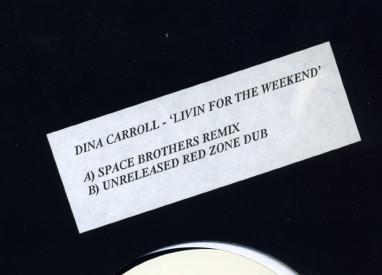 DINA CARROLL - 'LIVIN FOR THE WEEKEND'
A) SPACE BROTHERS REMIX
B) UNRELEASED RED ZONE DUB